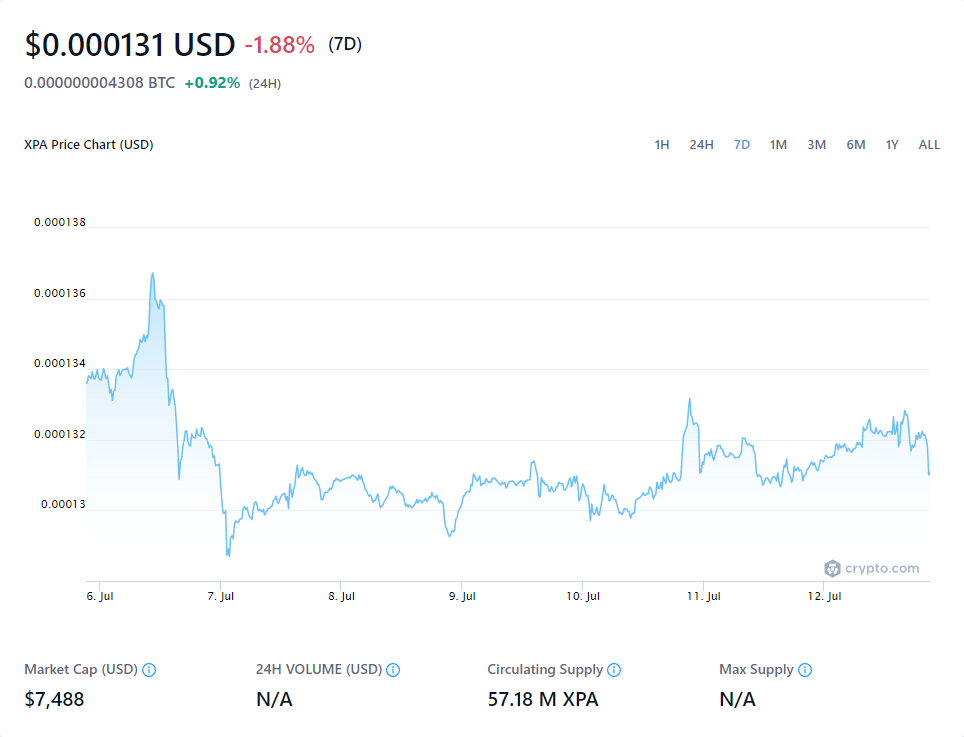 $0.000131 USD -1.88% (7D)
0.000000004308 BTC +0.92% (24H)
XPA Price Chart (USD) 1H 24H 7D 1M 3M 6M 1Y ALL
0.000138
0.000136
0.000134
0.000132
0.00013
crypto.com
6. Jul 7. Jul 8. Jul 9. Jul 10. Jul 11. Jul 12. Jul
Market Cap (USD) 24H VOLUME (USD) Circulating Supply Max Supply
$7,488 N/A 57.18 M XPA N/A